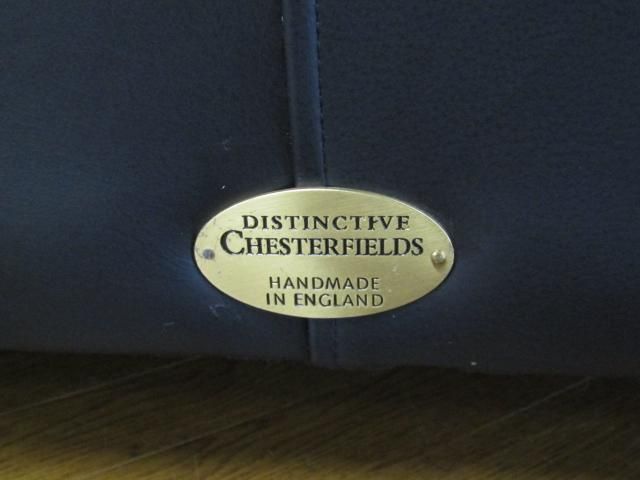 DISTINCTIVE
CHESTERFIELDS
HANDMADE
IN ENGLAND